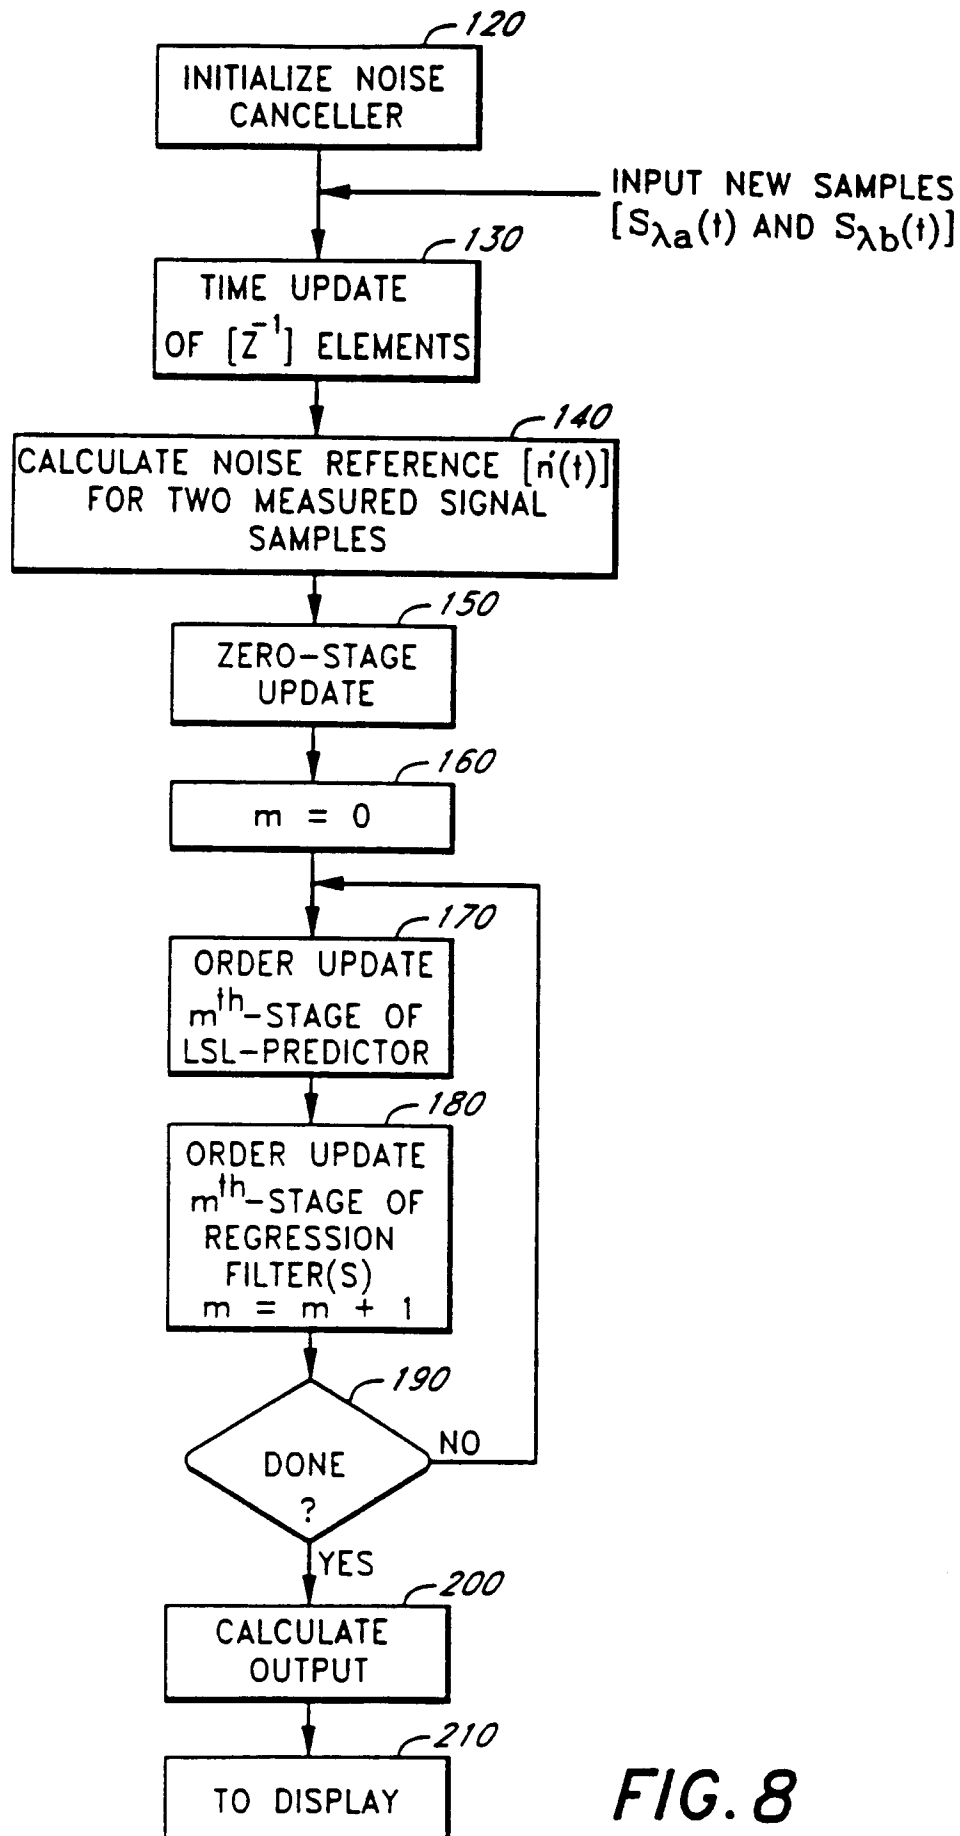 120
INITIALIZE NOISE
CANCELLER
INPUT NEW SAMPLES
[Sλa(t) AND Sλb(t)]
130
TIME UPDATE
OF [Z⁻¹] ELEMENTS
140
CALCULATE NOISE REFERENCE [n'(t)]
FOR TWO MEASURED SIGNAL
SAMPLES
150
ZERO-STAGE
UPDATE
160
m = 0
170
ORDER UPDATE
mth-STAGE OF
LSL-PREDICTOR
180
ORDER UPDATE
mth-STAGE OF
REGRESSION
FILTER(S)
m = m + 1
190
DONE
?
NO
YES
200
CALCULATE
OUTPUT
210
TO DISPLAY
FIG. 8